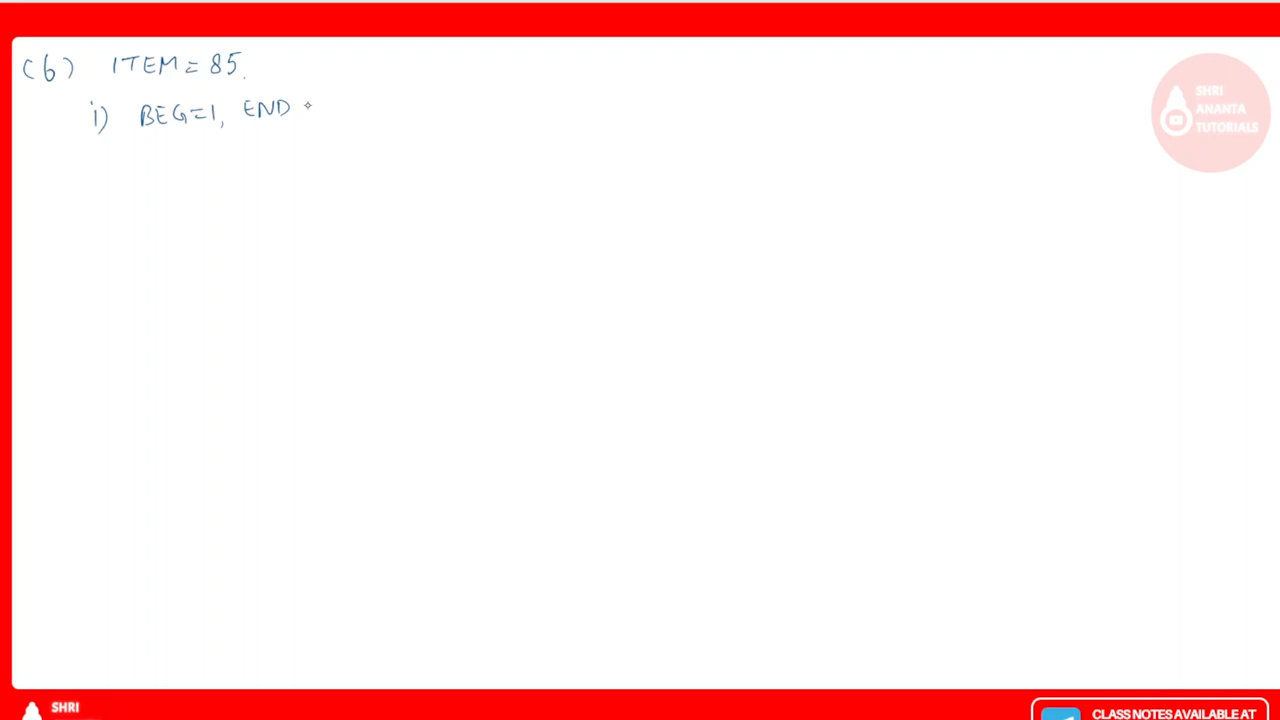 (b) ITEM = 85.
i) BEG=1, END
SHRI
ANANTA
TUTORIALS
SHRI
CLASS NOTES AVAILABLE AT